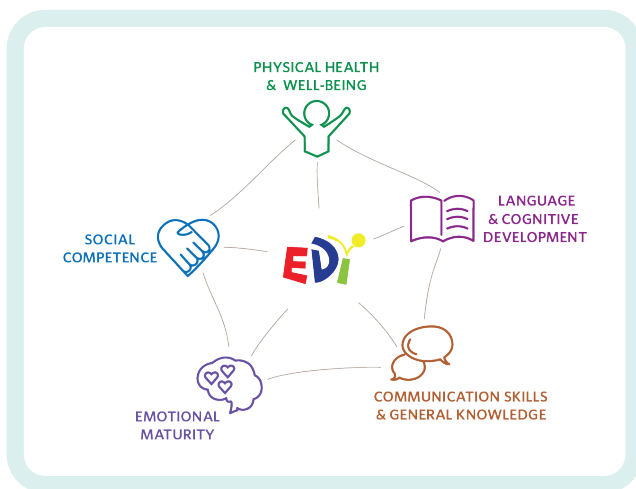 PHYSICAL HEALTH
& WELL-BEING
LANGUAGE
& COGNITIVE
DEVELOPMENT
SOCIAL
COMPETENCE
EDi
COMMUNICATION SKILLS
& GENERAL KNOWLEDGE
EMOTIONAL
MATURITY